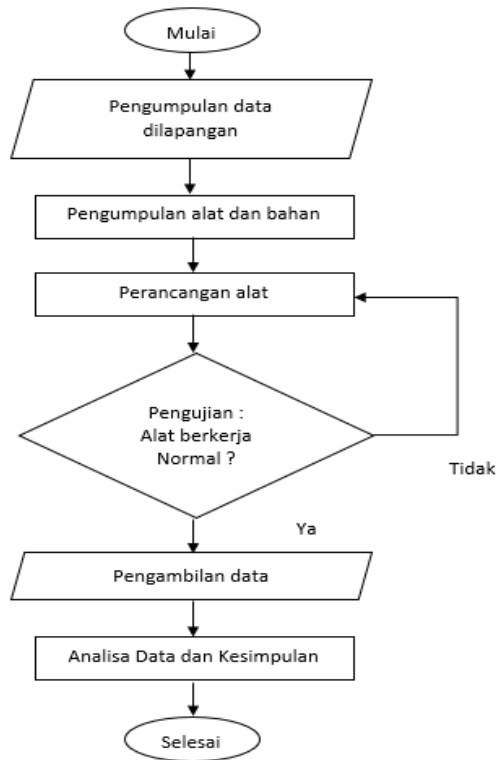 Mulai
Pengumpulan data
dilapangan
Pengumpulan alat dan bahan
Perancangan alat
Pengujian :
Alat berkerja
Normal ?
Tidak
Ya
Pengambilan data
Analisa Data dan Kesimpulan
Selesai